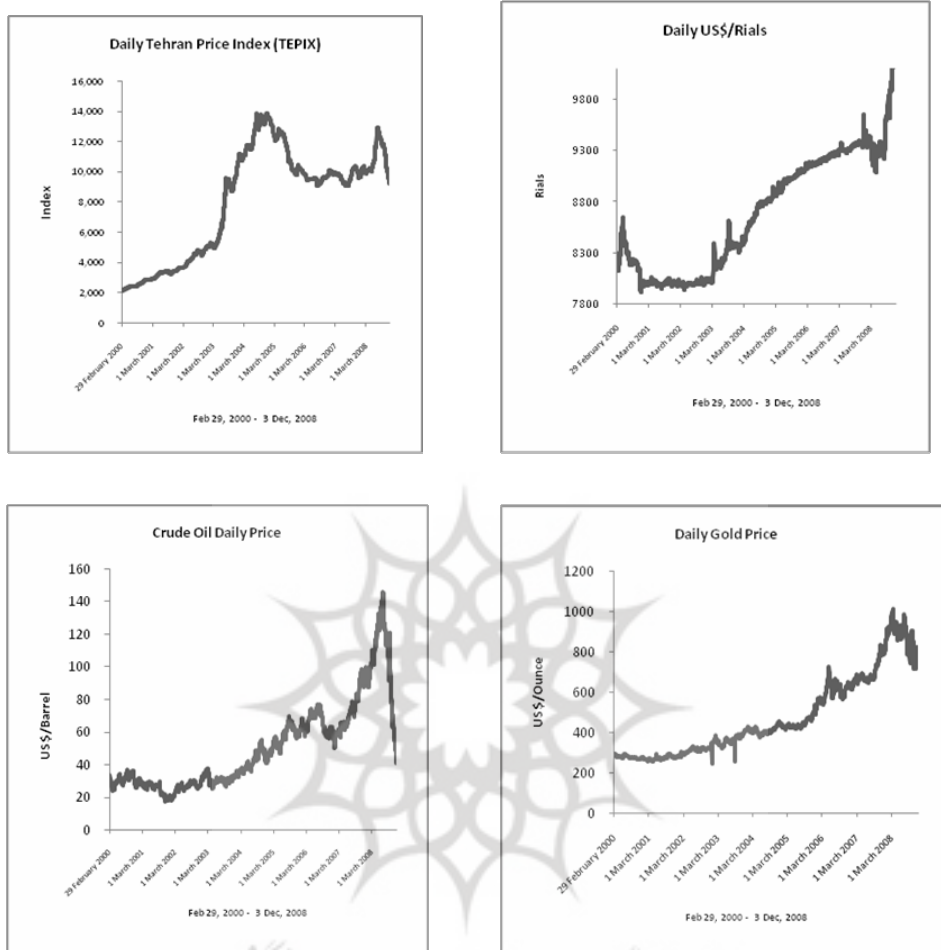 Daily Tehran Price Index (TEPIX)
16,000
14,000
12,000
10,000
8,000
6,000
4,000
2,000
0
Index
29 February 2000
1 March 2001
1 March 2002
1 March 2003
1 March 2004
1 March 2005
1 March 2006
1 March 2007
1 March 2008
Feb 29, 2000 - 3 Dec, 2008
Daily US$/Rials
9800
9300
8800
8300
7800
Rials
29 February 2000
1 March 2001
1 March 2002
1 March 2003
1 March 2004
1 March 2005
1 March 2006
1 March 2007
1 March 2008
Feb 29, 2000 - 3 Dec, 2008
Crude Oil Daily Price
160
140
120
100
80
60
40
20
0
US$/Barrel
29 February 2000
1 March 2001
1 March 2002
1 March 2003
1 March 2004
1 March 2005
1 March 2006
1 March 2007
1 March 2008
Feb 29, 2000 - 3 Dec, 2008
Daily Gold Price
1200
1000
800
600
400
200
0
US$/Ounce
29 February 2000
1 March 2001
1 March 2002
1 March 2003
1 March 2004
1 March 2005
1 March 2006
1 March 2007
1 March 2008
Feb 29, 2000 - 3 Dec, 2008